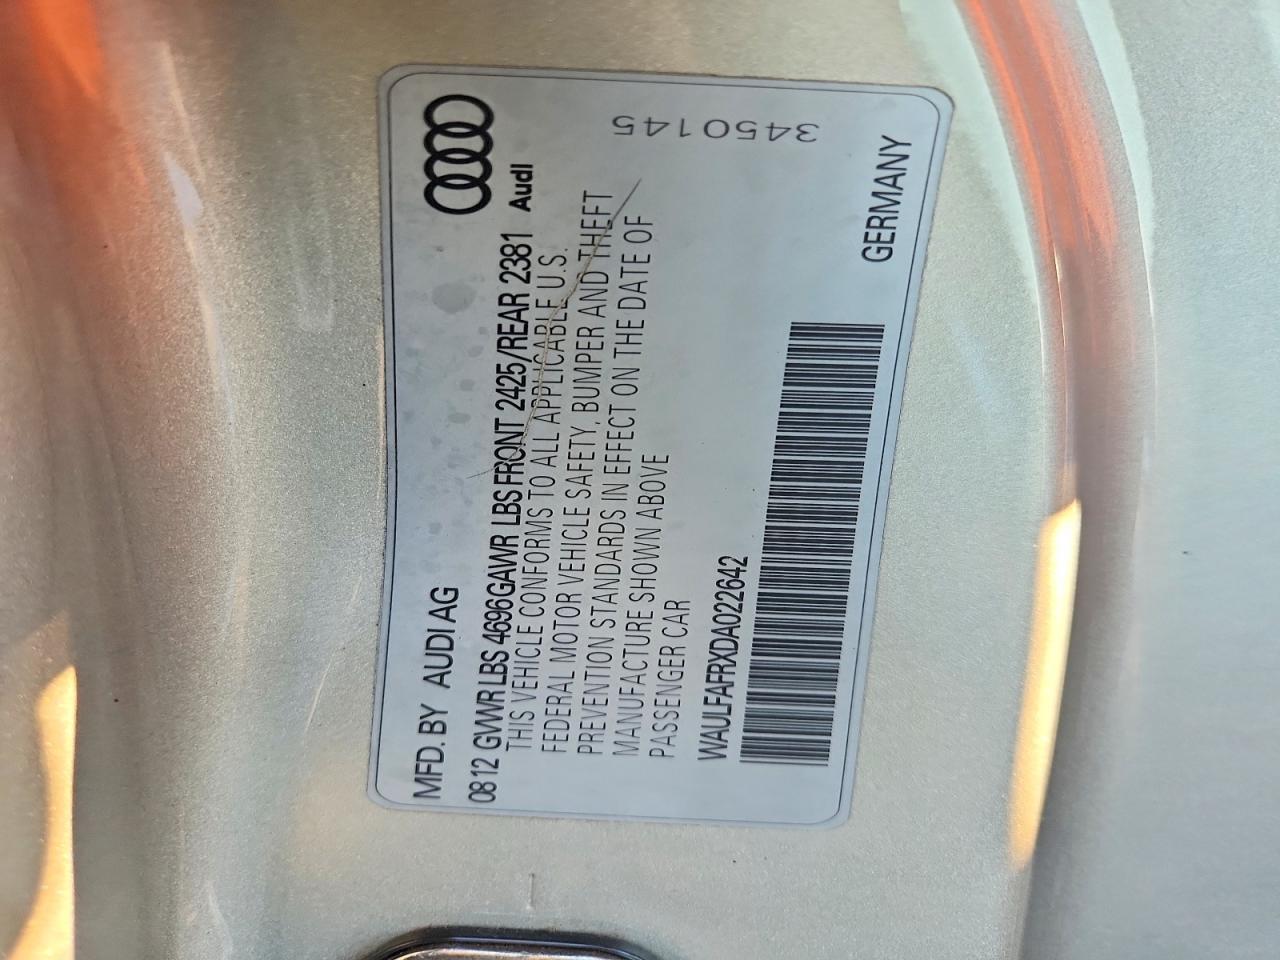 MFD. BY AUDI AG
0812 GVWR LBS 4696 GAWR LBS FRONT 2425/REAR 2381
Audi
THIS VEHICLE CONFORMS TO ALL APPLICABLE U.S.
FEDERAL MOTOR VEHICLE SAFETY, BUMPER AND THEFT
PREVENTION STANDARDS IN EFFECT ON THE DATE OF
MANUFACTURE SHOWN ABOVE
PASSENGER CAR
WAULFAFRXDA022642
GERMANY
3450145